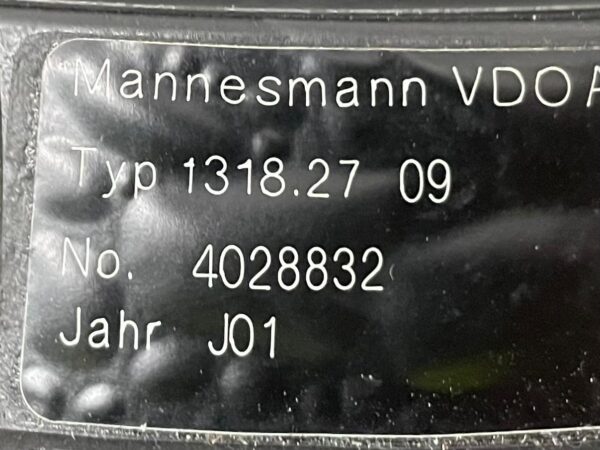 Mannesmann VDO A
Typ 1318.27 09
No. 4028832
Jahr J01